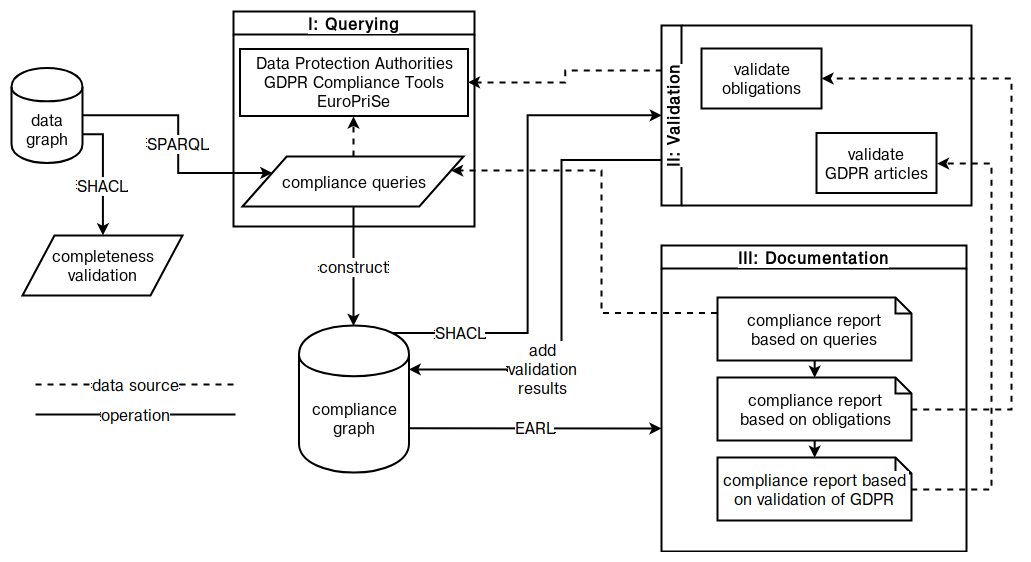 I: Querying
Data Protection Authorities
GDPR Compliance Tools
EuroPriSe
compliance queries
data
graph
SPARQL
SHACL
completeness
validation
construct
II: Validation
validate
obligations
validate
GDPR articles
III: Documentation
compliance report
based on queries
compliance report
based on obligations
compliance report based
on validation of GDPR
SHACL
add
validation
results
compliance
graph
EARL
data source
operation